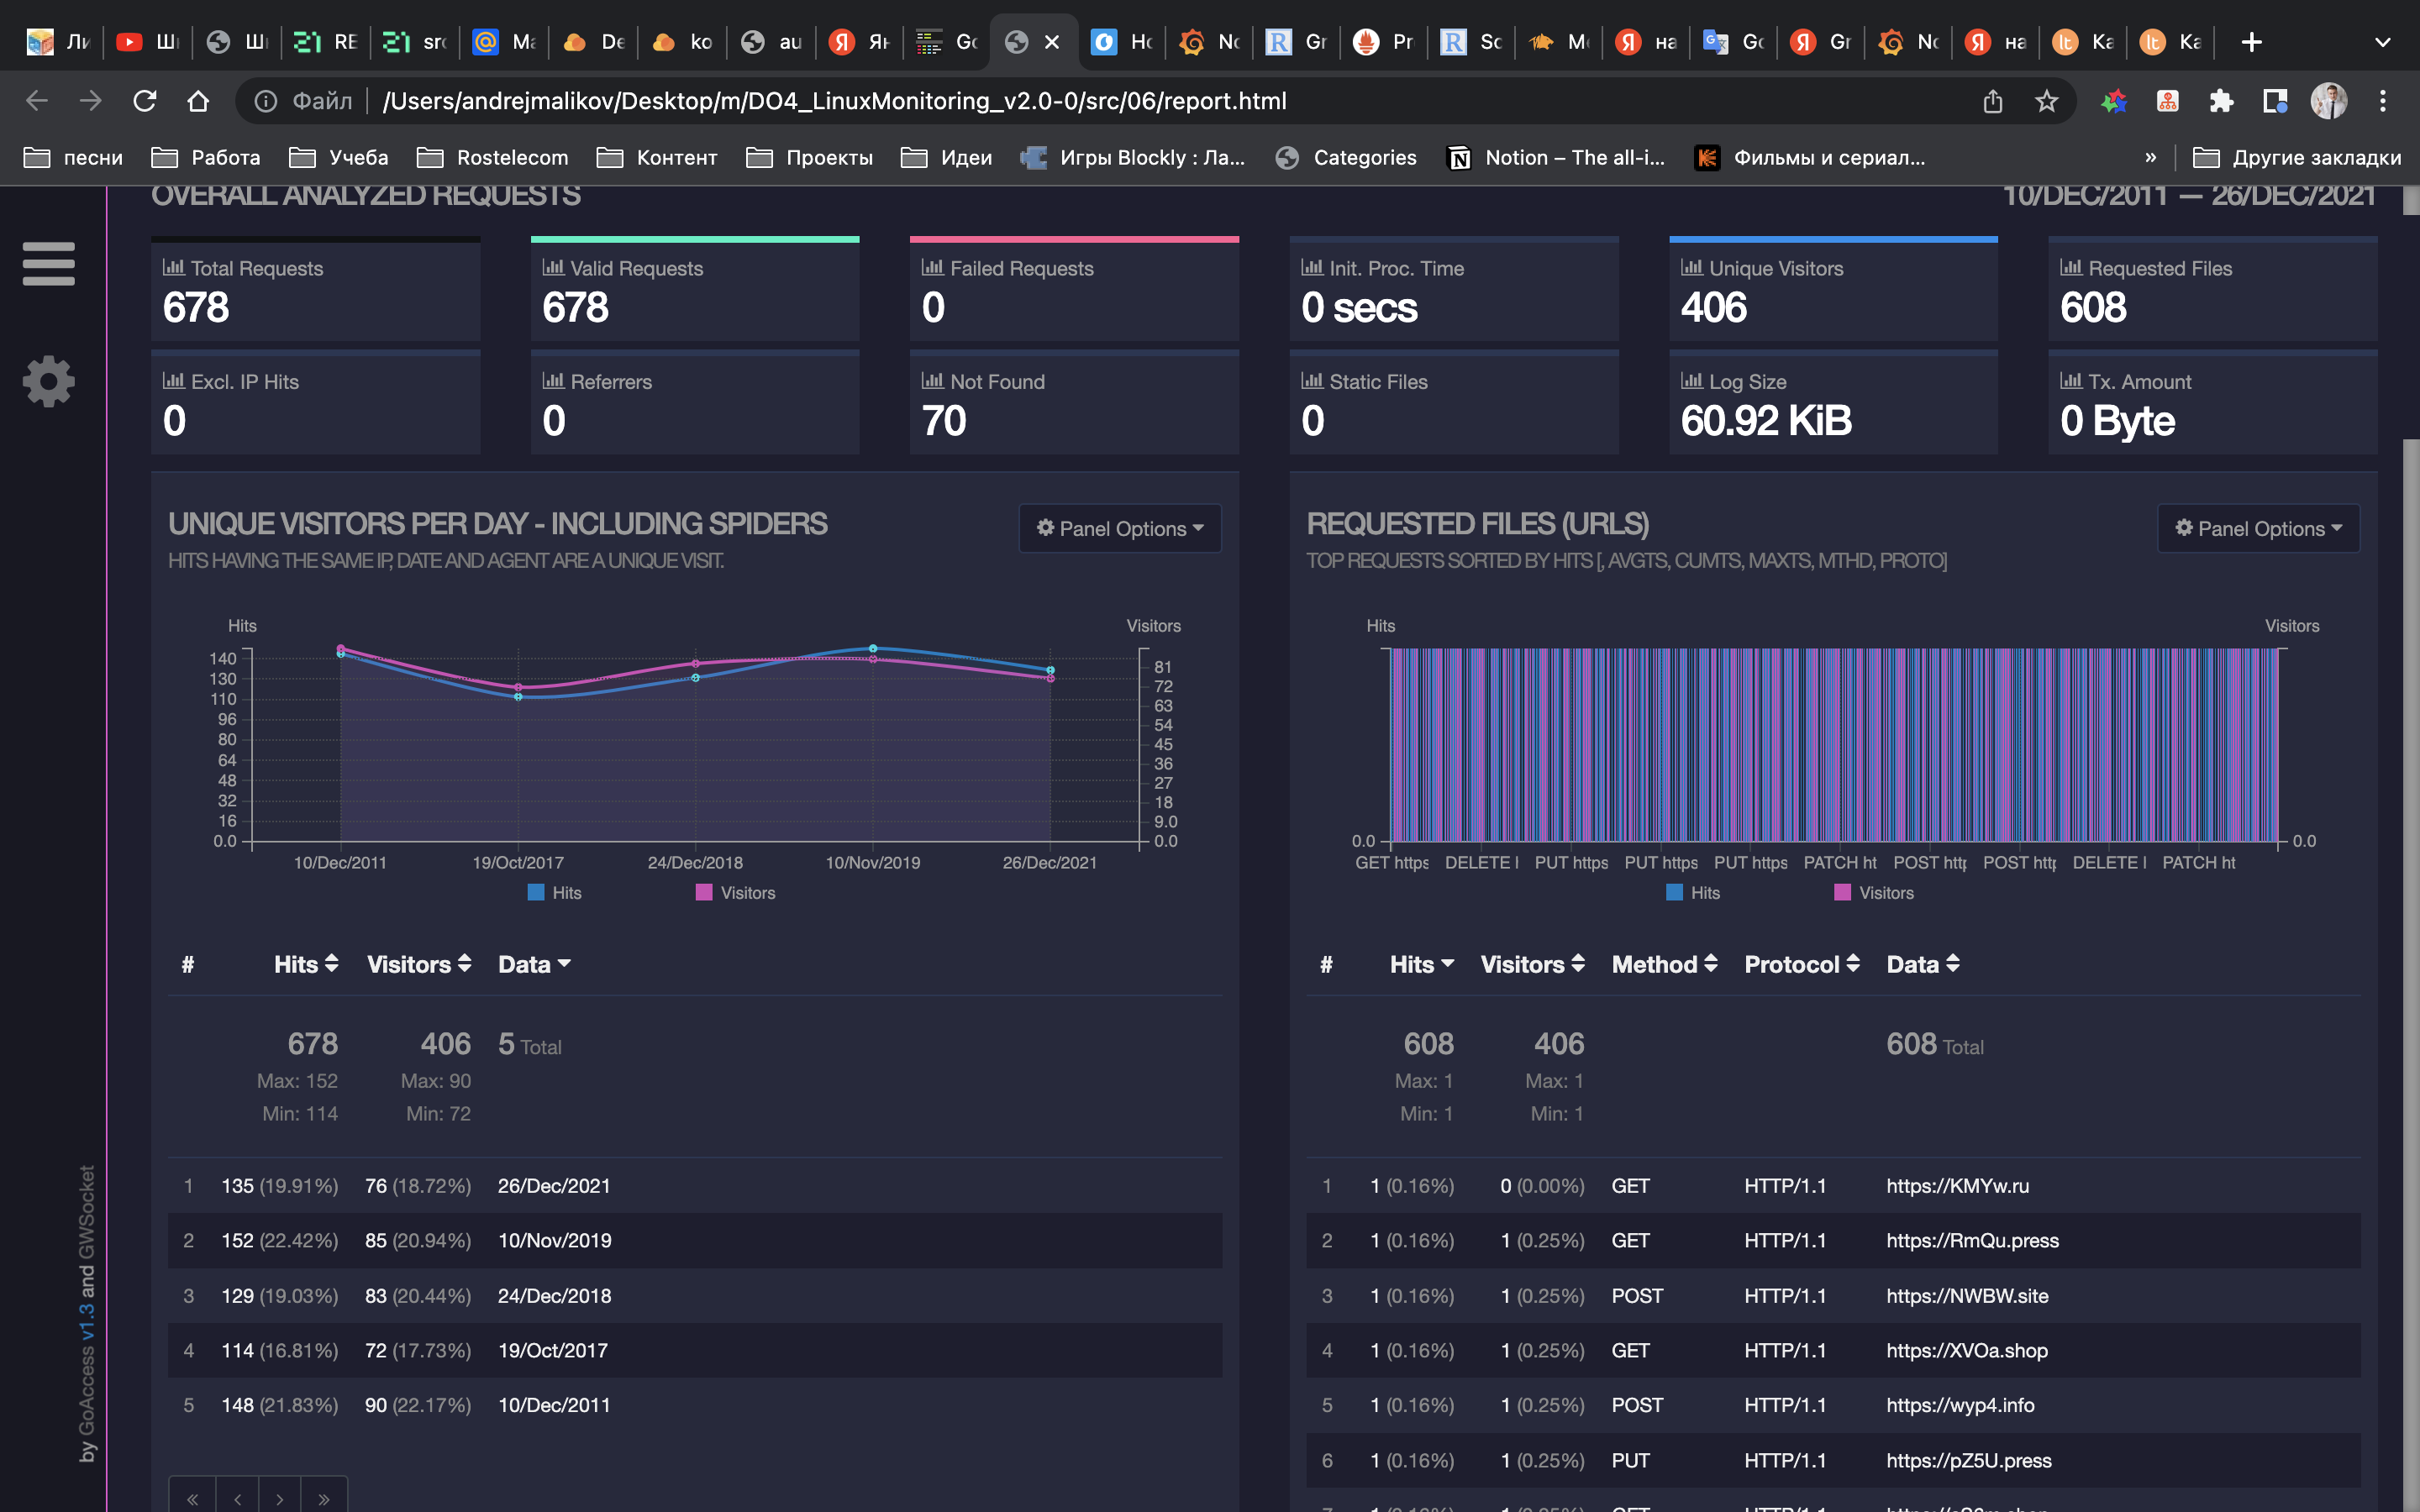 Ли Ші Ші RE src Ма De ko au Ян Go Но No Gr Pr Sc Mo на Go Gr No на Ка Ка
Файл /Users/andrejmalikov/Desktop/m/DO4_LinuxMonitoring_v2.0-0/src/06/report.html
песни Работа Учеба Rostelecom Контент Проекты Идеи Игры Blockly : Ла... Categories Notion – The all-i... Фильмы и сериал... » Другие закладки
OVERALL ANALYZED REQUESTS 10/DEC/2011 — 26/DEC/2021
Total Requests Valid Requests Failed Requests Init. Proc. Time Unique Visitors Requested Files
678 678 0 0 secs 406 608
Excl. IP Hits Referrers Not Found Static Files Log Size Tx. Amount
0 0 70 0 60.92 KiB 0 Byte
UNIQUE VISITORS PER DAY - INCLUDING SPIDERS
Panel Options
HITS HAVING THE SAME IP, DATE AND AGENT ARE A UNIQUE VISIT.
Hits Visitors
140
130
110
96
80
64
48
32
16
0.0
81
72
63
54
45
36
27
18
9.0
0.0
10/Dec/2011 19/Oct/2017 24/Dec/2018 10/Nov/2019 26/Dec/2021
Hits Visitors
# Hits Visitors Data
678 406 5 Total
Max: 152 Max: 90
Min: 114 Min: 72
1 135 (19.91%) 76 (18.72%) 26/Dec/2021
2 152 (22.42%) 85 (20.94%) 10/Nov/2019
3 129 (19.03%) 83 (20.44%) 24/Dec/2018
4 114 (16.81%) 72 (17.73%) 19/Oct/2017
5 148 (21.83%) 90 (22.17%) 10/Dec/2011
« ‹ › »
REQUESTED FILES (URLS)
Panel Options
TOP REQUESTS SORTED BY HITS [, AVGTS, CUMTS, MAXTS, MTHD, PROTO]
Hits Visitors
0.0 0.0
GET https DELETE PUT https PUT https PUT https PATCH ht POST http POST http DELETE PATCH ht
Hits Visitors
# Hits Visitors Method Protocol Data
608 406 608 Total
Max: 1 Max: 1
Min: 1 Min: 1
1 1 (0.16%) 0 (0.00%) GET HTTP/1.1 https://KMYw.ru
2 1 (0.16%) 1 (0.25%) GET HTTP/1.1 https://RmQu.press
3 1 (0.16%) 1 (0.25%) POST HTTP/1.1 https://NWBW.site
4 1 (0.16%) 1 (0.25%) GET HTTP/1.1 https://XVOa.shop
5 1 (0.16%) 1 (0.25%) POST HTTP/1.1 https://wyp4.info
6 1 (0.16%) 1 (0.25%) PUT HTTP/1.1 https://pZ5U.press
by GoAccess v1.3 and GWSocket